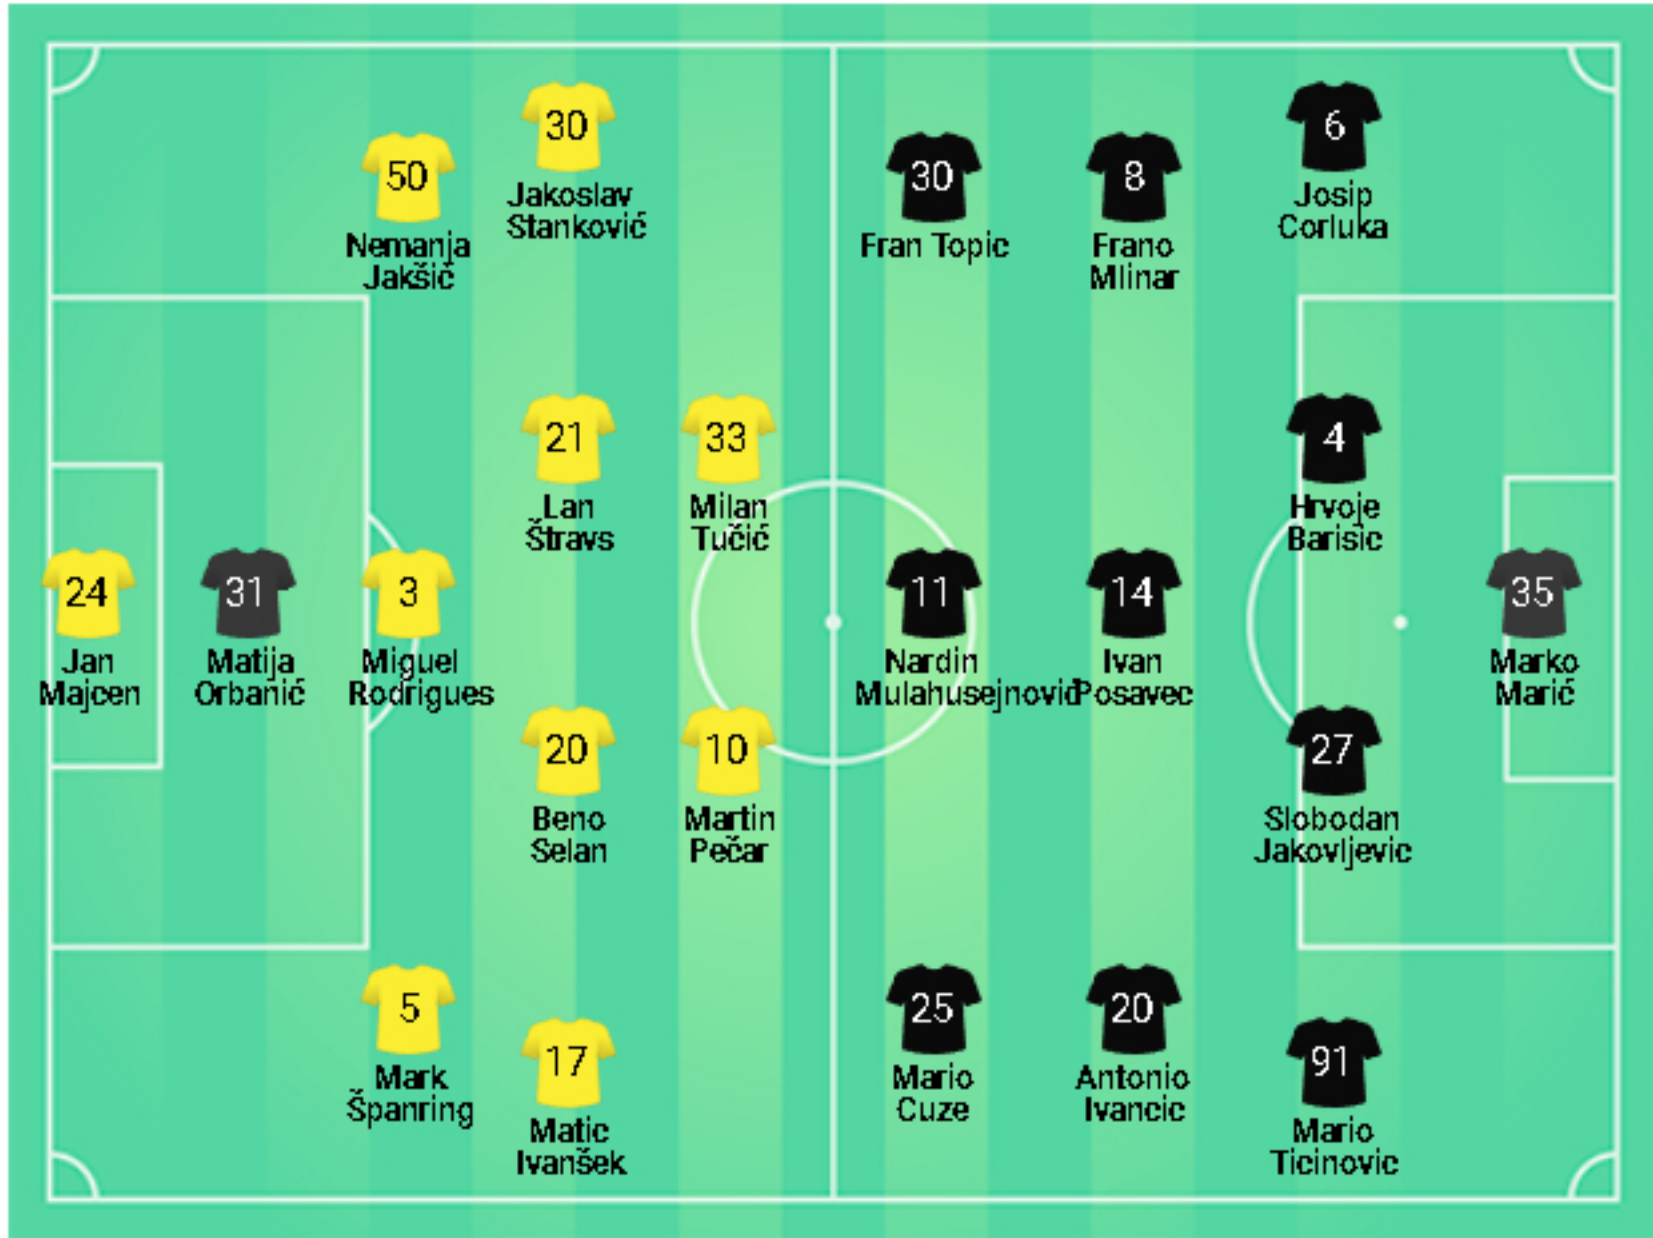 24
Jan
Majcen
31
Matija
Orbanić
50
Nemanja
Jakšić
3
Miguel
Rodrigues
5
Mark
Španring
30
Jakoslav
Stanković
21
Lan
Štravs
20
Beno
Selan
17
Matic
Ivanšek
33
Milan
Tučić
10
Martin
Pečar
30
Fran Topic
11
Nardin
Mulahusejnović
25
Mario
Cuze
8
Frano
Mlinar
14
Ivan
Posavec
20
Antonio
Ivancic
6
Josip
Corluka
4
Hrvoje
Barisic
27
Slobodan
Jakovljevic
91
Mario
Ticinovic
35
Marko
Marić